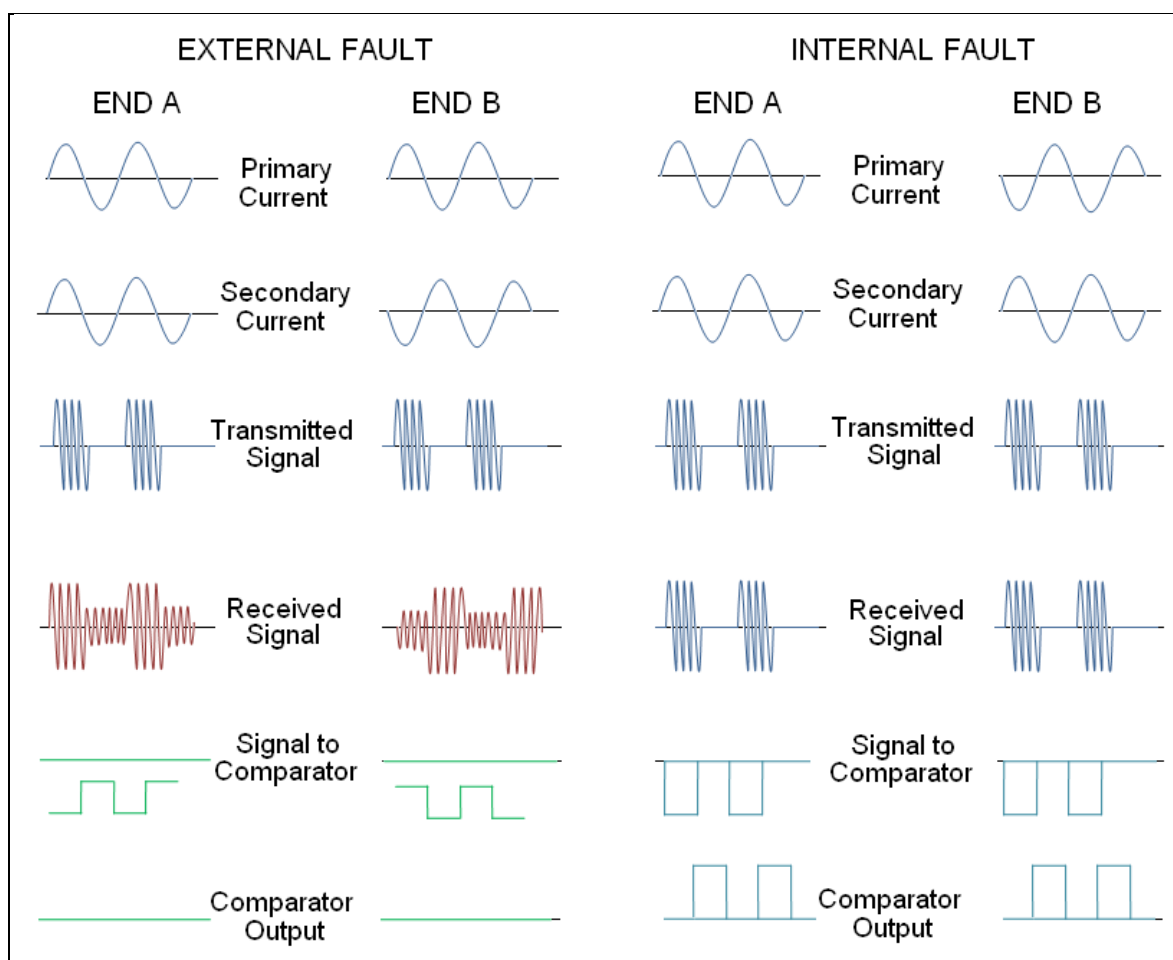 EXTERNAL FAULT
INTERNAL FAULT
END A
END B
END A
END B
Primary
Current
Primary
Current
Secondary
Current
Secondary
Current
Transmitted
Signal
Transmitted
Signal
Received
Signal
Received
Signal
Signal to
Comparator
Signal to
Comparator
Comparator
Output
Comparator
Output